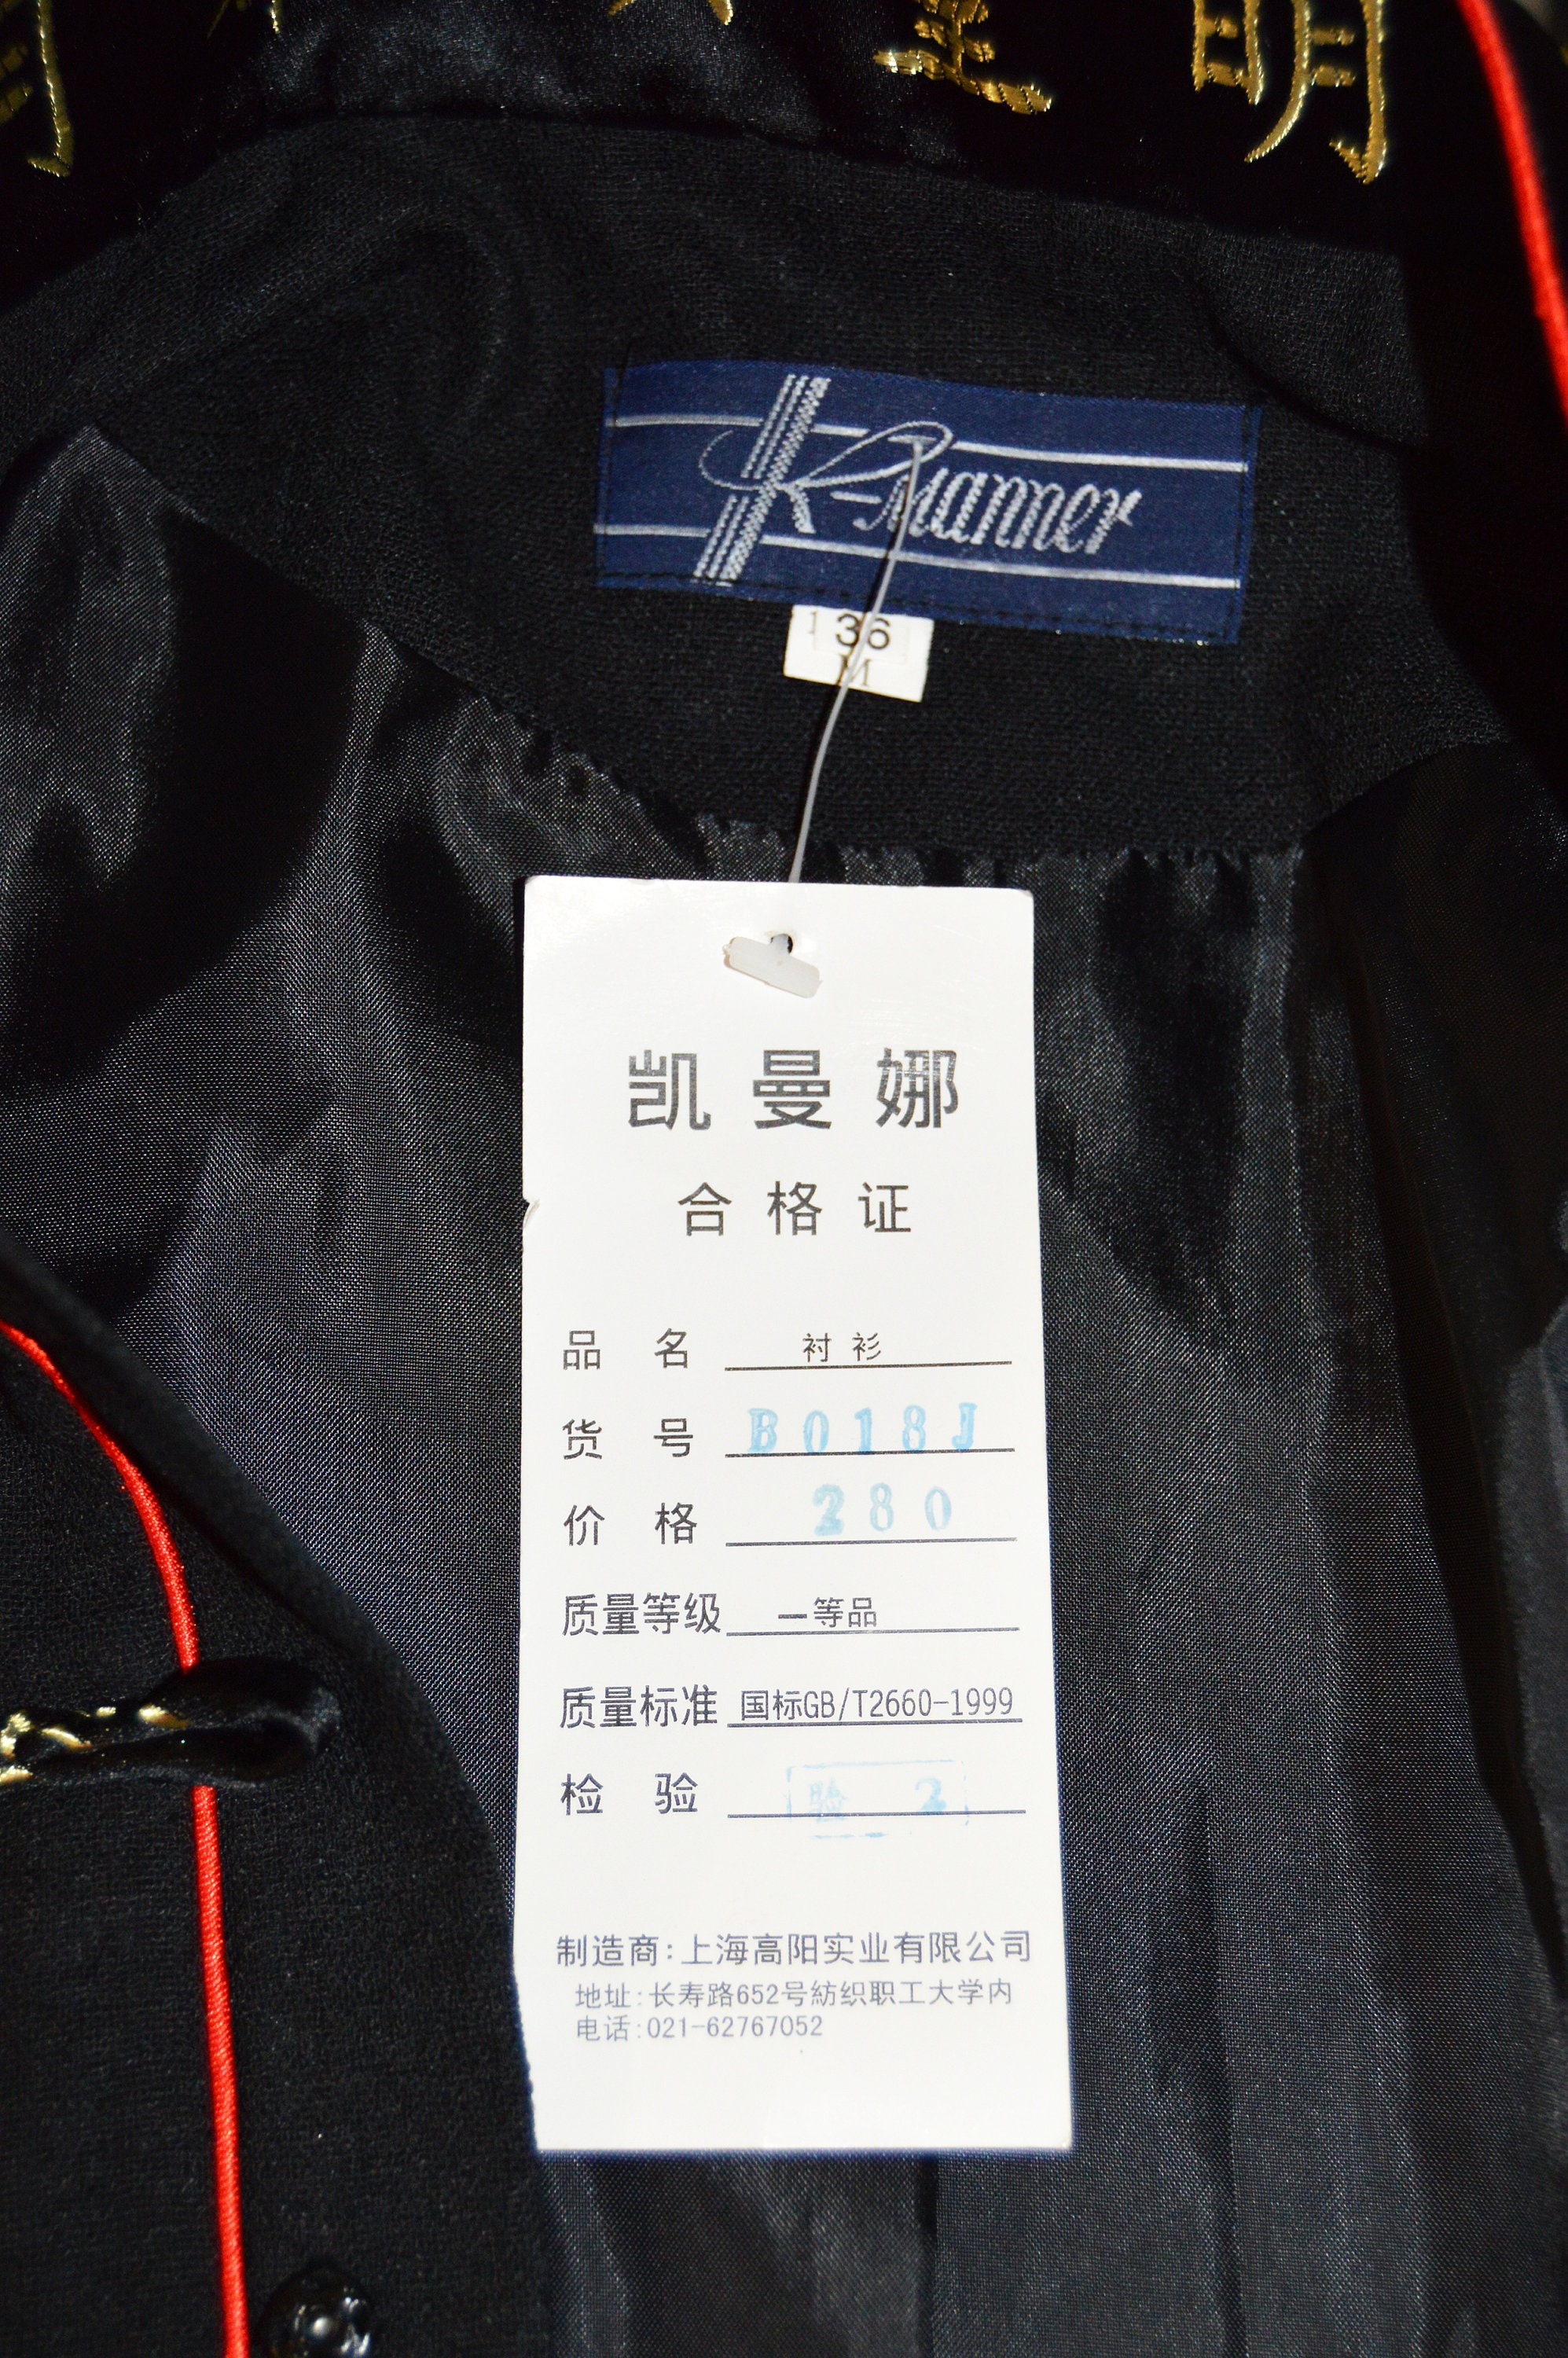 明
K-manner
36
M
凯曼娜
合格证
品名 衬衫
货号 B018J
价格 280
质量等级 一等品
质量标准 国标GB/T2660-1999
检验 验 2
制造商:上海高阳实业有限公司
地址:长寿路652号紡织职工大学内
电话:021-62767052